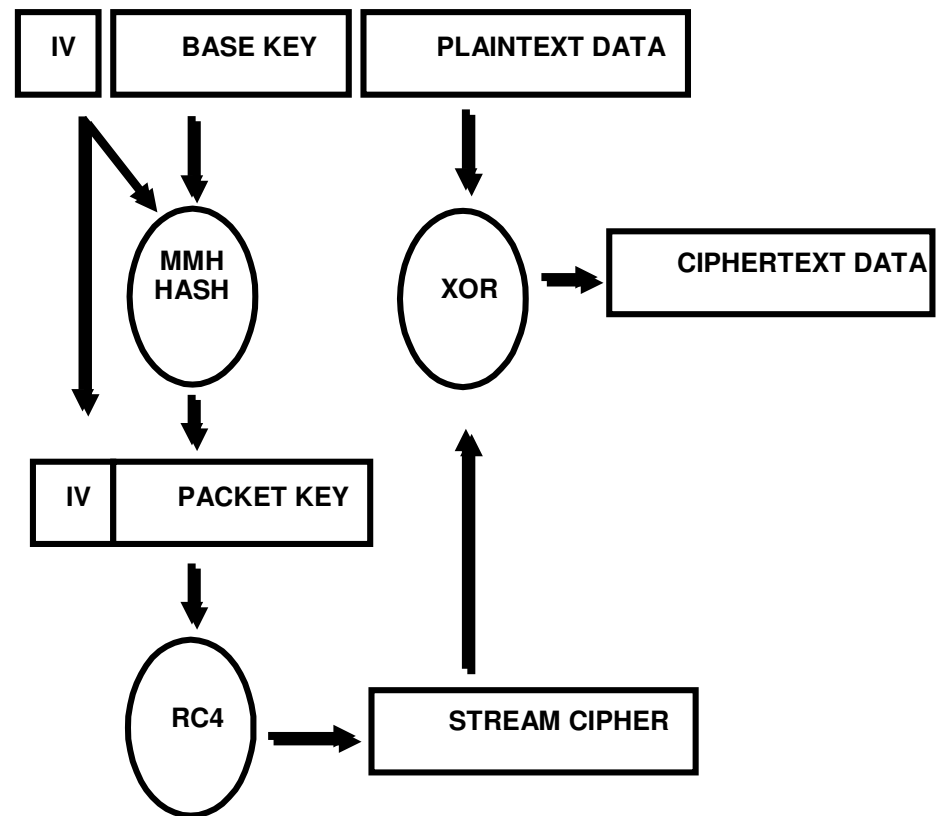 IV
BASE KEY
PLAINTEXT DATA
MMH
HASH
XOR
CIPHERTEXT DATA
IV
PACKET KEY
RC4
STREAM CIPHER